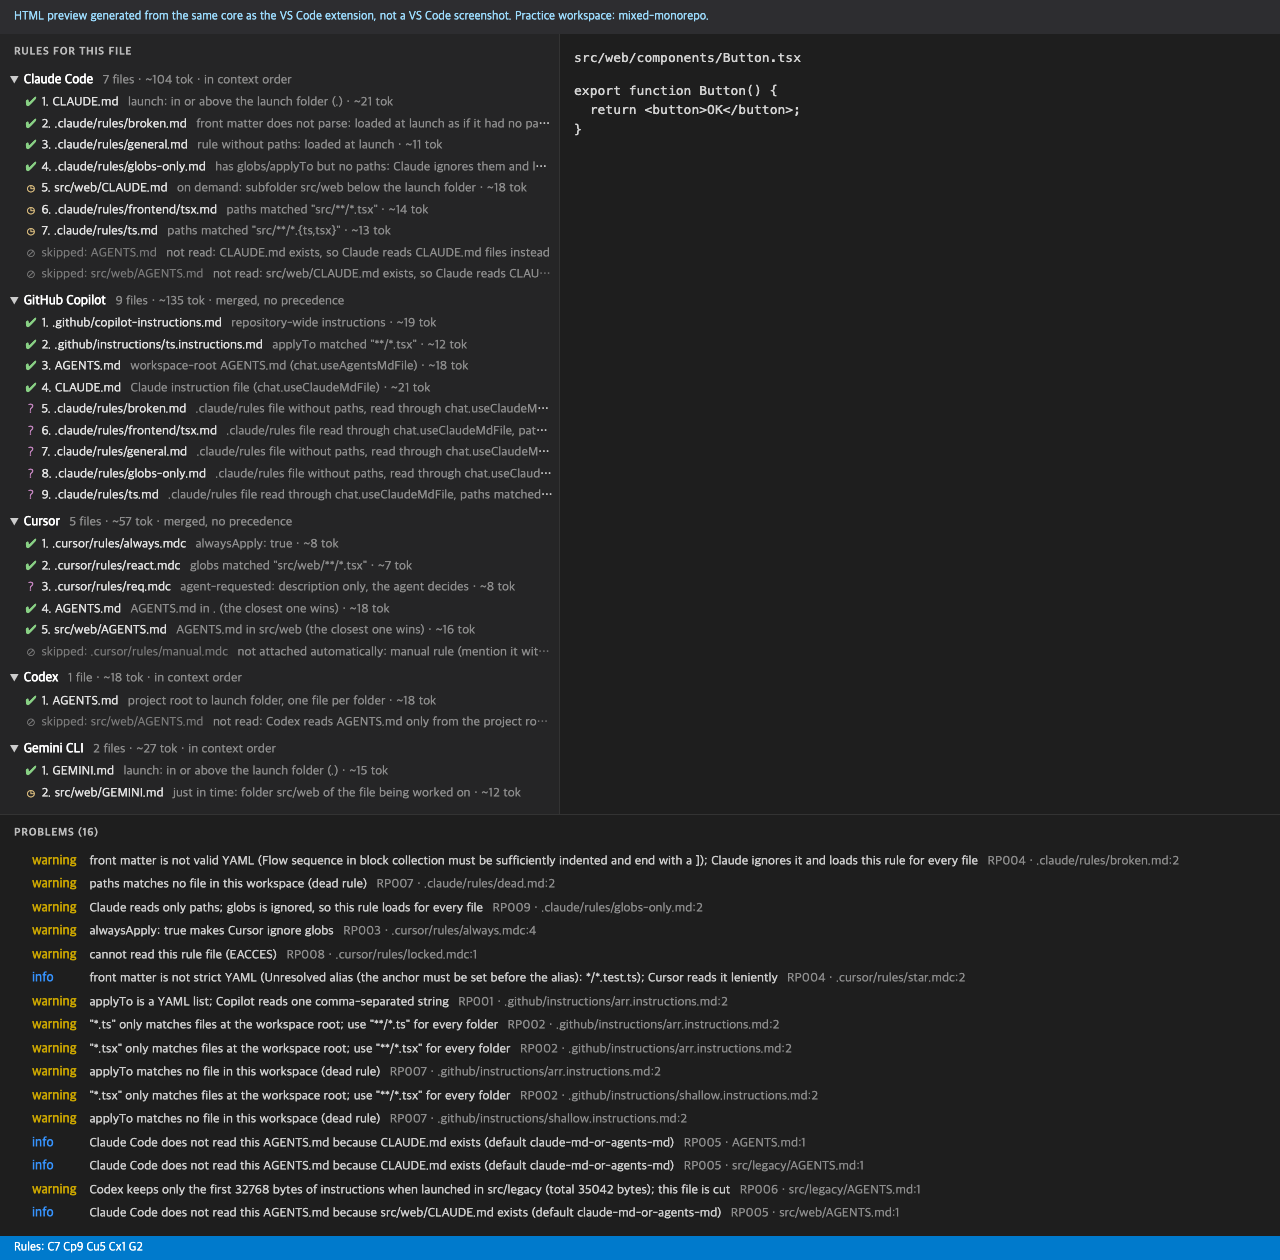 HTML preview generated from the same core as the VS Code extension, not a VS Code screenshot. Practice workspace: mixed-monorepo.
RULES FOR THIS FILE
▼ Claude Code 7 files · ~104 tok · in context order
✔ 1. CLAUDE.md launch: in or above the launch folder (.) · ~21 tok
✔ 2. .claude/rules/broken.md front matter does not parse: loaded at launch as if it had no pa···
✔ 3. .claude/rules/general.md rule without paths: loaded at launch · ~11 tok
✔ 4. .claude/rules/globs-only.md has globs/applyTo but no paths: Claude ignores them and l···
◷ 5. src/web/CLAUDE.md on demand: subfolder src/web below the launch folder · ~18 tok
◷ 6. .claude/rules/frontend/tsx.md paths matched "src/**/*.tsx" · ~14 tok
◷ 7. .claude/rules/ts.md paths matched "src/**/*.{ts,tsx}" · ~13 tok
⊘ skipped: AGENTS.md not read: CLAUDE.md exists, so Claude reads CLAUDE.md files instead
⊘ skipped: src/web/AGENTS.md not read: src/web/CLAUDE.md exists, so Claude reads CLAU···
▼ GitHub Copilot 9 files · ~135 tok · merged, no precedence
✔ 1. .github/copilot-instructions.md repository-wide instructions · ~19 tok
✔ 2. .github/instructions/ts.instructions.md applyTo matched "**/*.tsx" · ~12 tok
✔ 3. AGENTS.md workspace-root AGENTS.md (chat.useAgentsMdFile) · ~18 tok
✔ 4. CLAUDE.md Claude instruction file (chat.useClaudeMdFile) · ~21 tok
? 5. .claude/rules/broken.md .claude/rules file without paths, read through chat.useClaudeM···
? 6. .claude/rules/frontend/tsx.md .claude/rules file read through chat.useClaudeMdFile, pat···
? 7. .claude/rules/general.md .claude/rules file without paths, read through chat.useClaudeM···
? 8. .claude/rules/globs-only.md .claude/rules file without paths, read through chat.useClaud···
? 9. .claude/rules/ts.md .claude/rules file read through chat.useClaudeMdFile, paths matched···
▼ Cursor 5 files · ~57 tok · merged, no precedence
✔ 1. .cursor/rules/always.mdc alwaysApply: true · ~8 tok
✔ 2. .cursor/rules/react.mdc globs matched "src/web/**/*.tsx" · ~7 tok
? 3. .cursor/rules/req.mdc agent-requested: description only, the agent decides · ~8 tok
✔ 4. AGENTS.md AGENTS.md in . (the closest one wins) · ~18 tok
✔ 5. src/web/AGENTS.md AGENTS.md in src/web (the closest one wins) · ~16 tok
⊘ skipped: .cursor/rules/manual.mdc not attached automatically: manual rule (mention it wit···
▼ Codex 1 file · ~18 tok · in context order
✔ 1. AGENTS.md project root to launch folder, one file per folder · ~18 tok
⊘ skipped: src/web/AGENTS.md not read: Codex reads AGENTS.md only from the project ro···
▼ Gemini CLI 2 files · ~27 tok · in context order
✔ 1. GEMINI.md launch: in or above the launch folder (.) · ~15 tok
◷ 2. src/web/GEMINI.md just in time: folder src/web of the file being worked on · ~12 tok
src/web/components/Button.tsx
export function Button() {
  return <button>OK</button>;
}
PROBLEMS (16)
warning front matter is not valid YAML (Flow sequence in block collection must be sufficiently indented and end with a ]); Claude ignores it and loads this rule for every file RP004 · .claude/rules/broken.md:2
warning paths matches no file in this workspace (dead rule) RP007 · .claude/rules/dead.md:2
warning Claude reads only paths; globs is ignored, so this rule loads for every file RP009 · .claude/rules/globs-only.md:2
warning alwaysApply: true makes Cursor ignore globs RP003 · .cursor/rules/always.mdc:4
warning cannot read this rule file (EACCES) RP008 · .cursor/rules/locked.mdc:1
info front matter is not strict YAML (Unresolved alias (the anchor must be set before the alias): */*.test.ts); Cursor reads it leniently RP004 · .cursor/rules/star.mdc:2
warning applyTo is a YAML list; Copilot reads one comma-separated string RP001 · .github/instructions/arr.instructions.md:2
warning "*.ts" only matches files at the workspace root; use "**/*.ts" for every folder RP002 · .github/instructions/arr.instructions.md:2
warning "*.tsx" only matches files at the workspace root; use "**/*.tsx" for every folder RP002 · .github/instructions/arr.instructions.md:2
warning applyTo matches no file in this workspace (dead rule) RP007 · .github/instructions/arr.instructions.md:2
warning "*.tsx" only matches files at the workspace root; use "**/*.tsx" for every folder RP002 · .github/instructions/shallow.instructions.md:2
warning applyTo matches no file in this workspace (dead rule) RP007 · .github/instructions/shallow.instructions.md:2
info Claude Code does not read this AGENTS.md because CLAUDE.md exists (default claude-md-or-agents-md) RP005 · AGENTS.md:1
info Claude Code does not read this AGENTS.md because CLAUDE.md exists (default claude-md-or-agents-md) RP005 · src/legacy/AGENTS.md:1
warning Codex keeps only the first 32768 bytes of instructions when launched in src/legacy (total 35042 bytes); this file is cut RP006 · src/legacy/AGENTS.md:1
info Claude Code does not read this AGENTS.md because src/web/CLAUDE.md exists (default claude-md-or-agents-md) RP005 · src/web/AGENTS.md:1
Rules: C7 Cp9 Cu5 Cx1 G2